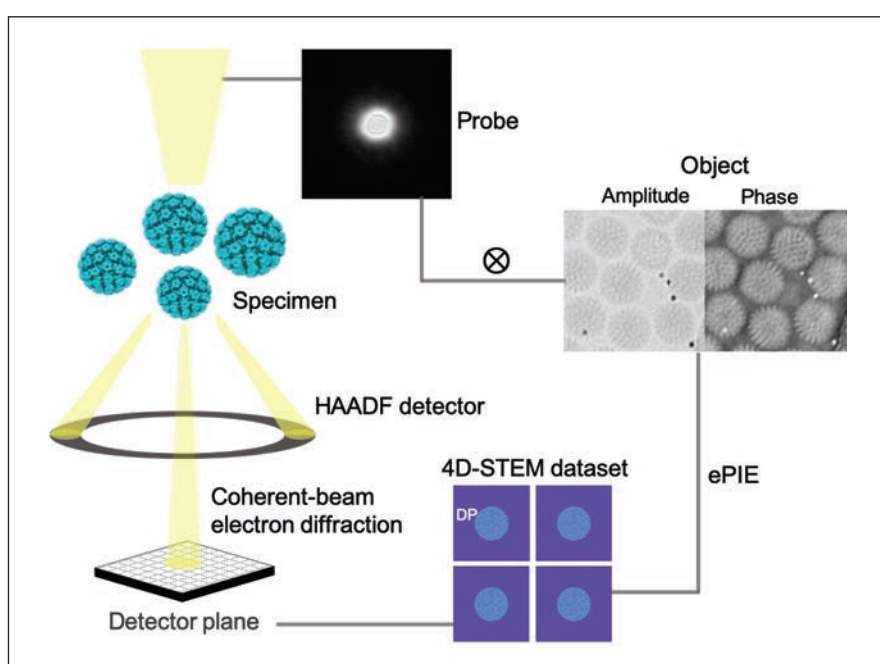 Probe
Object
Amplitude Phase
Specimen
HAADF detector
4D-STEM dataset
DP
ePIE
Coherent-beam
electron diffraction
Detector plane